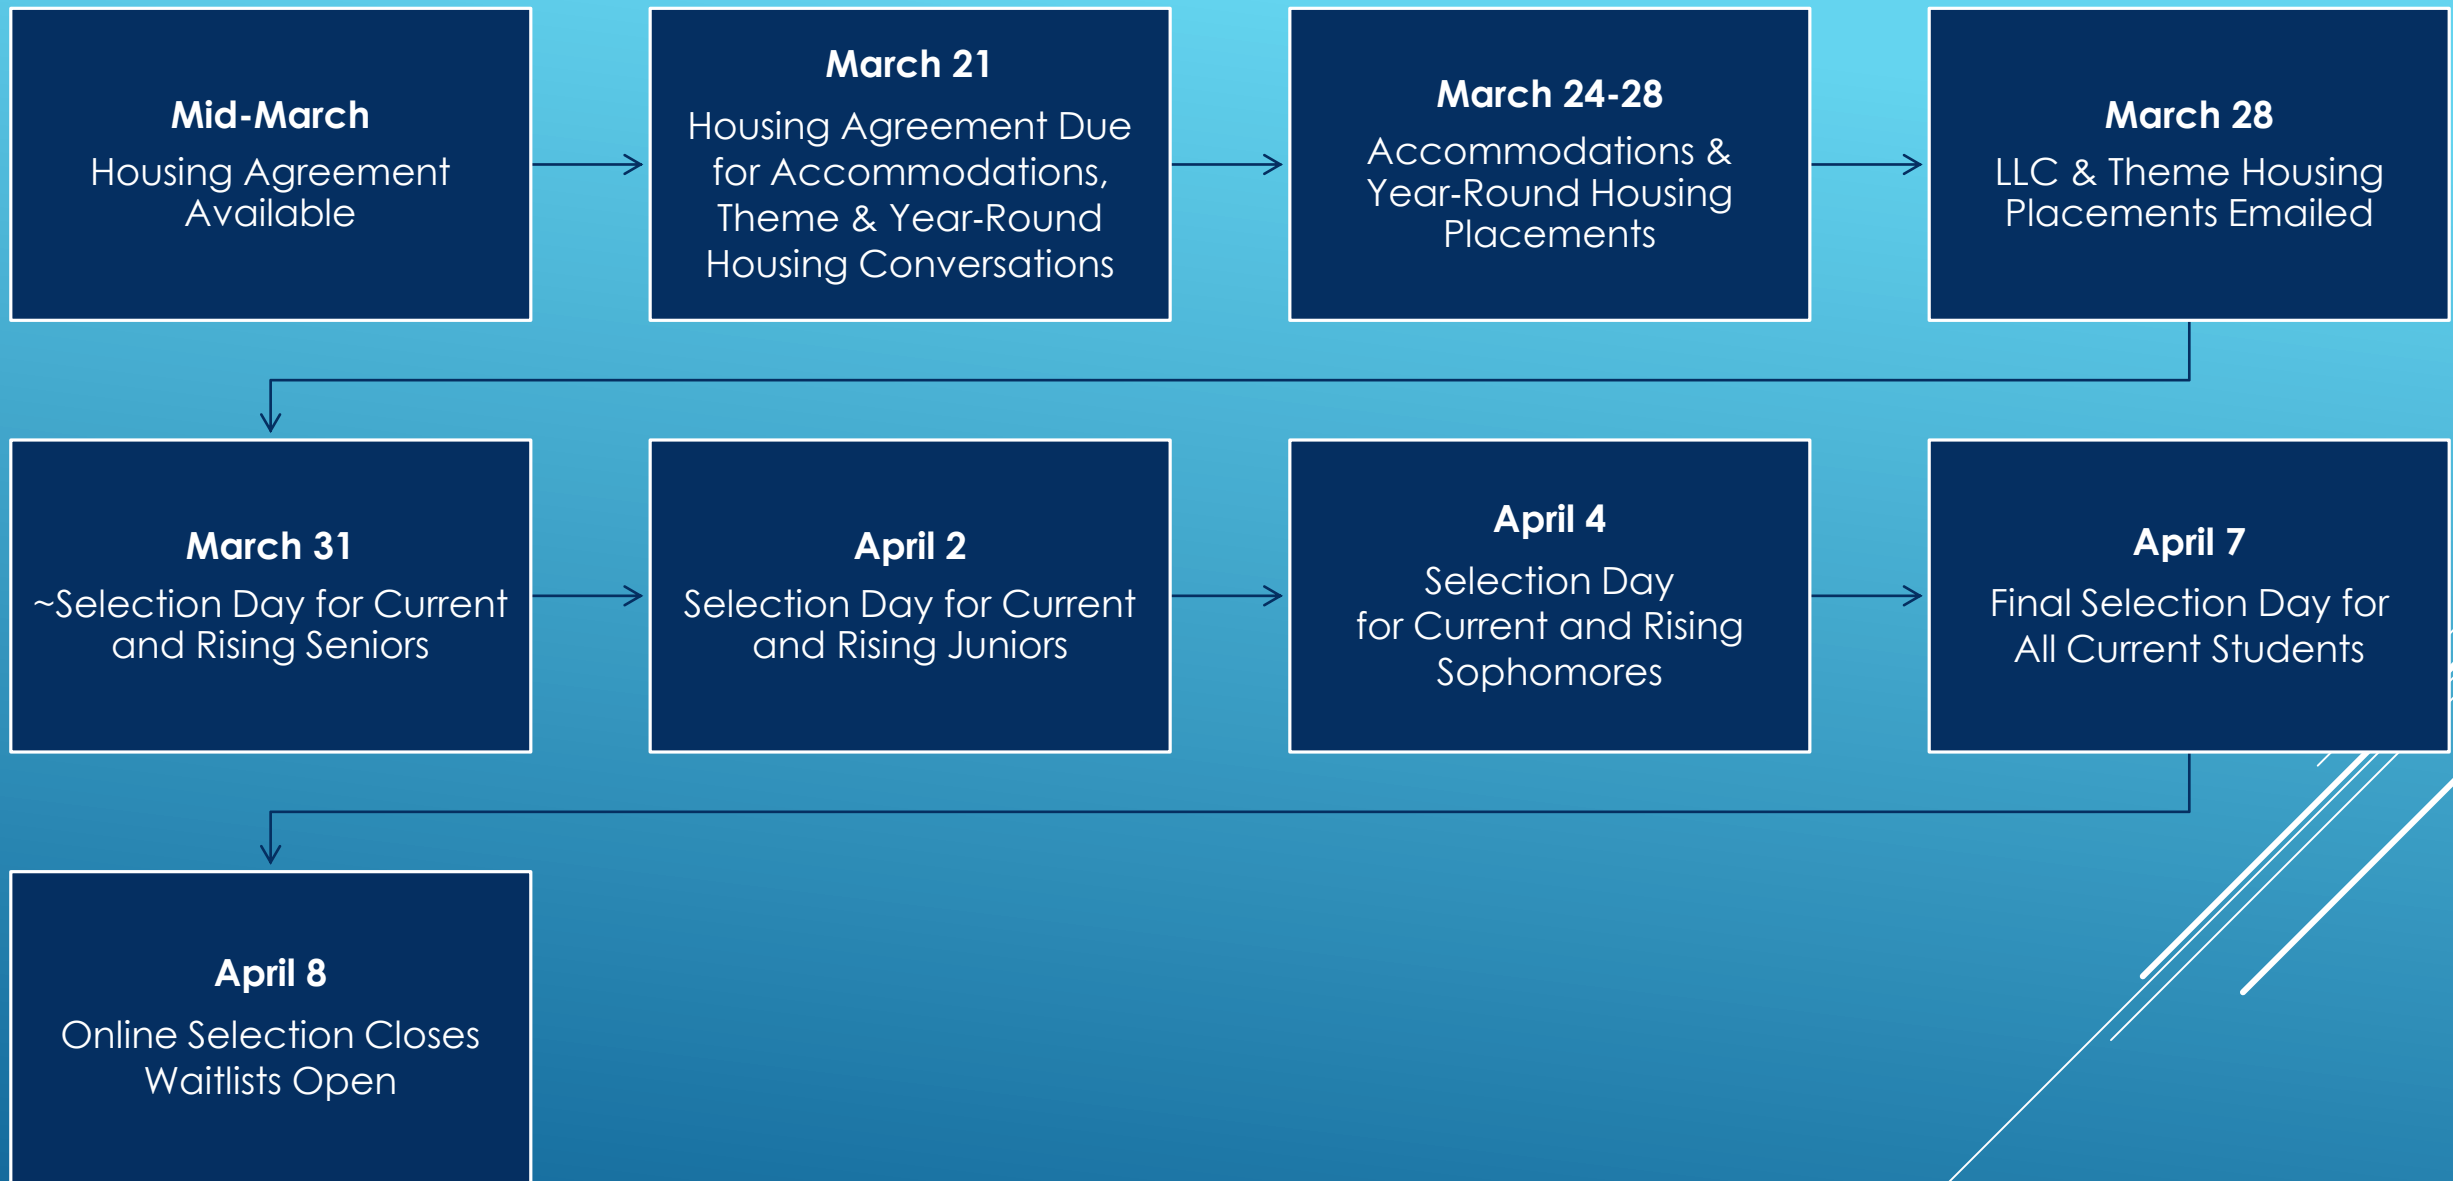 Mid-March
Housing Agreement
Available
March 21
Housing Agreement Due
for Accommodations,
Theme & Year-Round
Housing Conversations
March 24-28
Accommodations &
Year-Round Housing
Placements
March 28
LLC & Theme Housing
Placements Emailed
March 31
~Selection Day for Current
and Rising Seniors
April 2
Selection Day for Current
and Rising Juniors
April 4
Selection Day
for Current and Rising
Sophomores
April 7
Final Selection Day for
All Current Students
April 8
Online Selection Closes
Waitlists Open